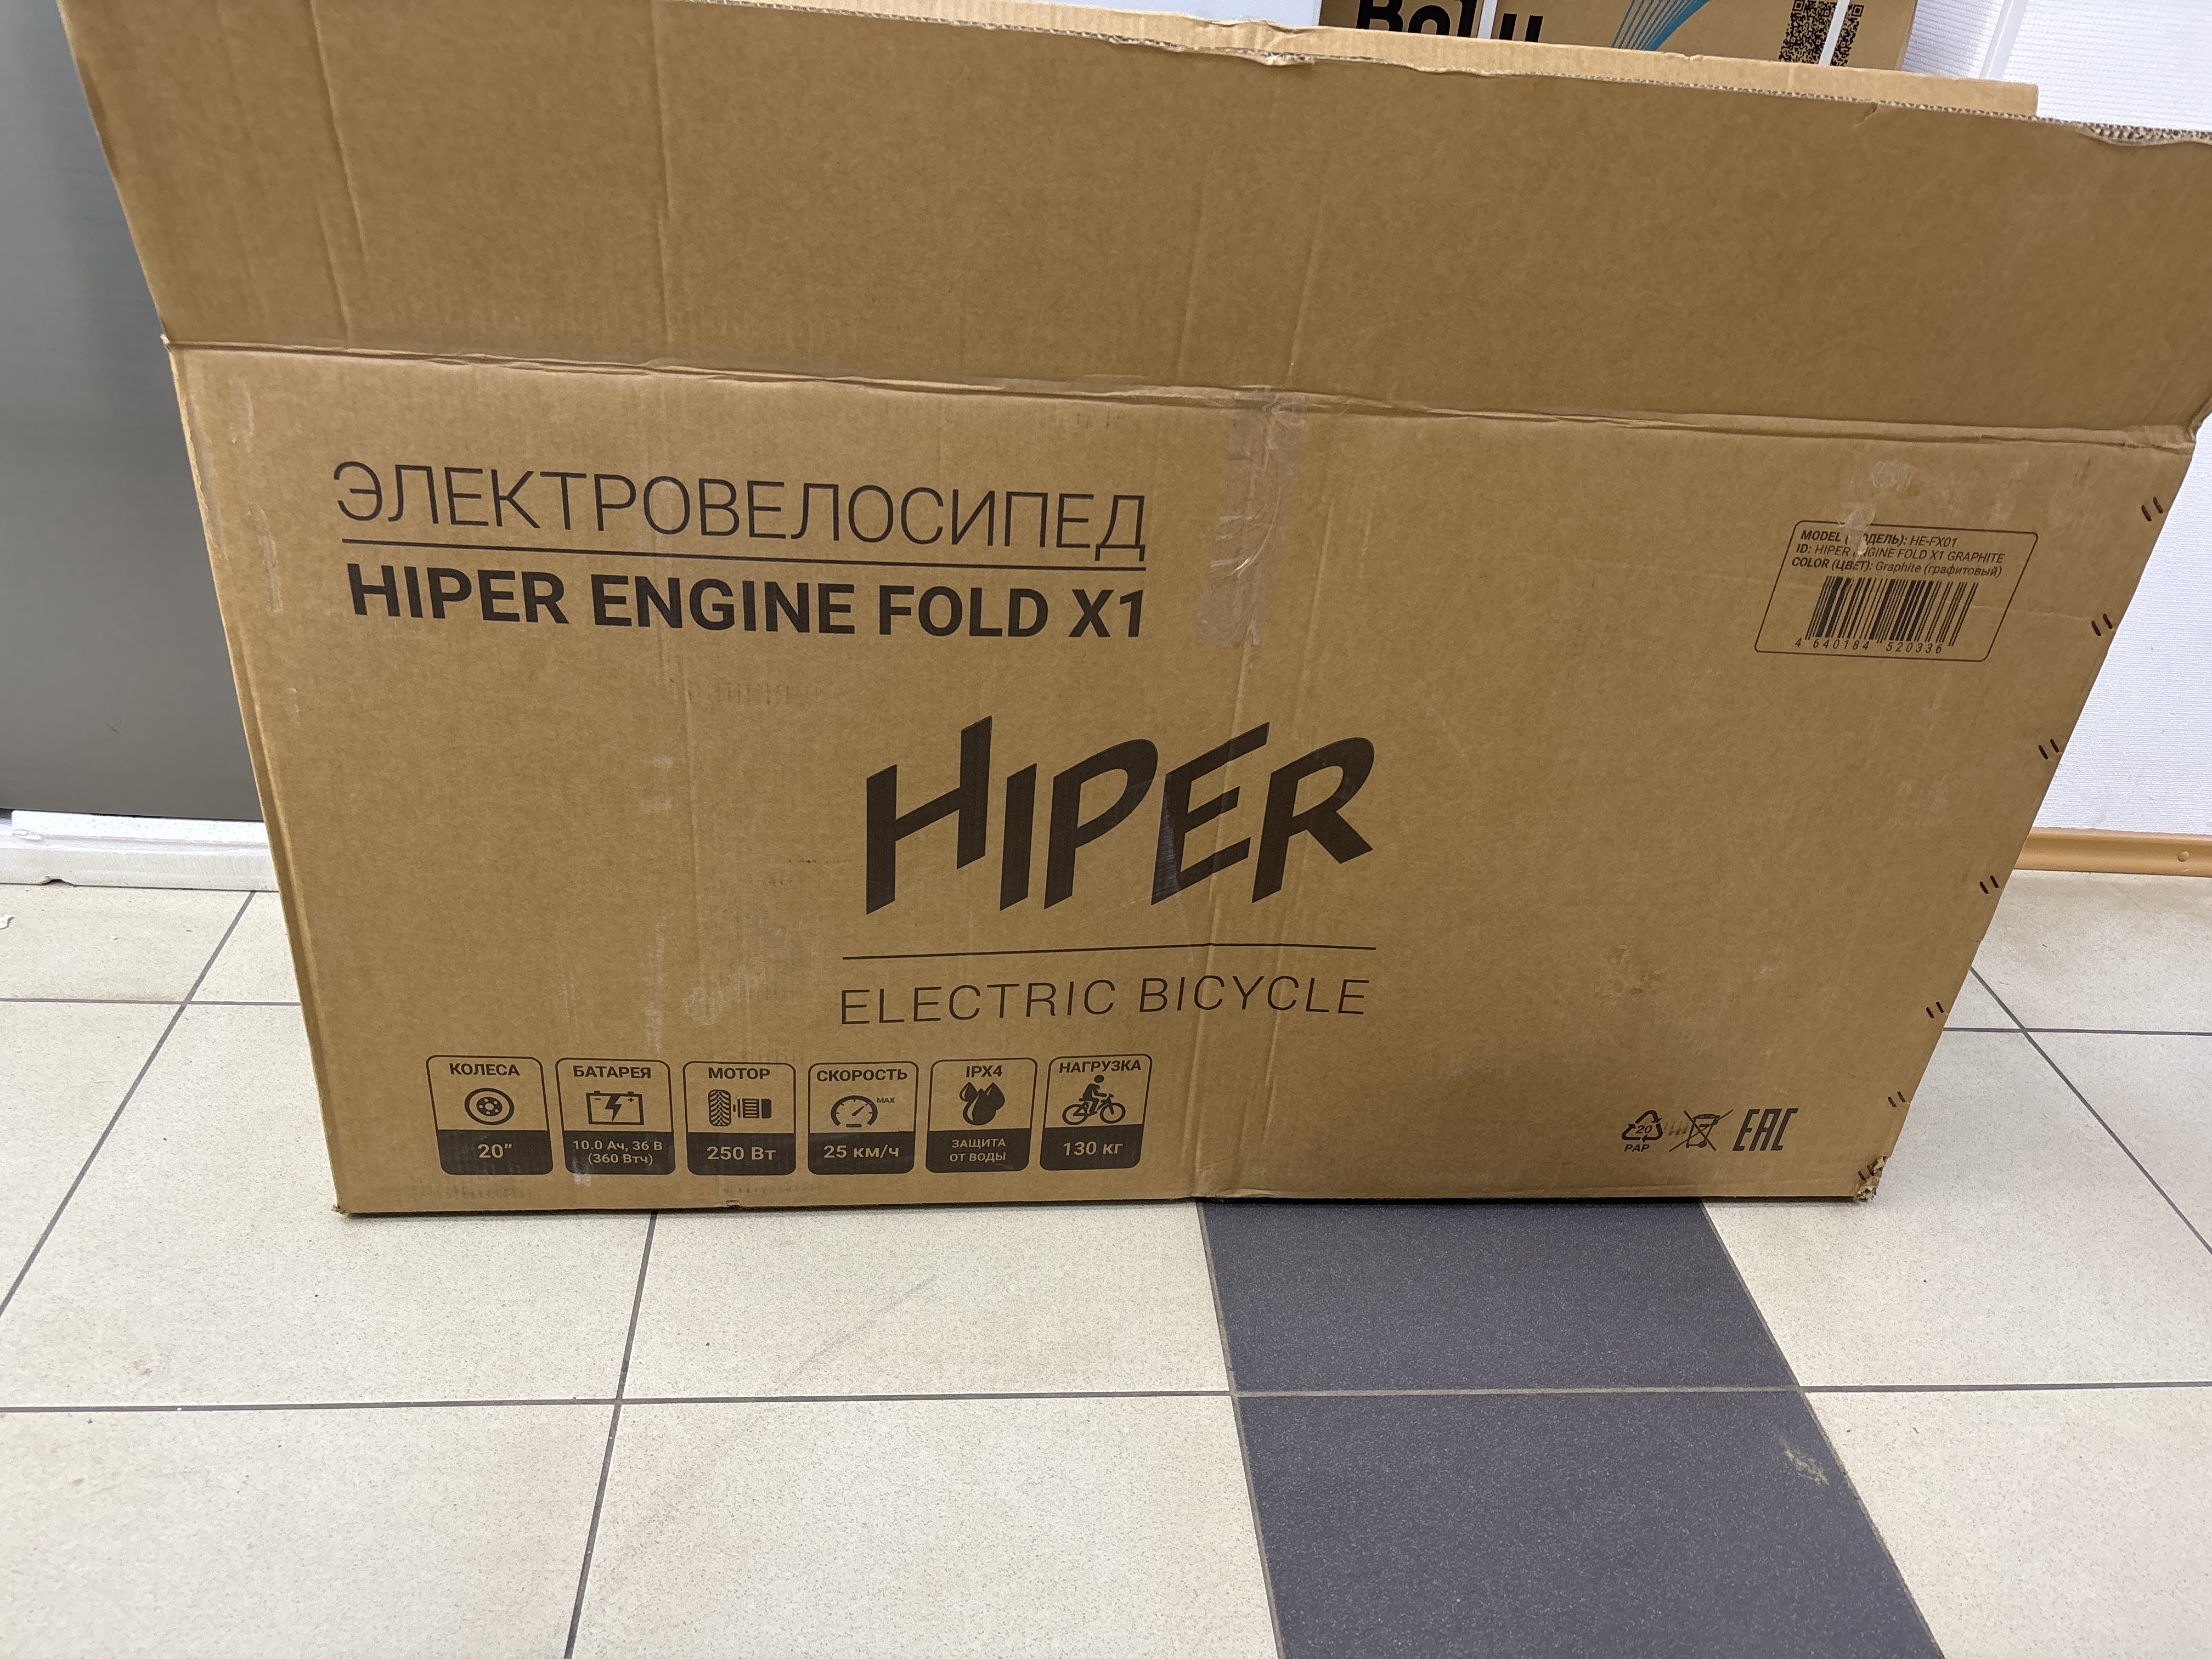 ЭЛЕКТРОВЕЛОСИПЕД
HIPER ENGINE FOLD X1
MODEL: HE-FX01
ID: HIPER FOLD X1 GRAPHITE
COLOR (ЦВЕТ): Graphite (графитовый)
4 640184 520336
HIPER
ELECTRIC BICYCLE
КОЛЕСА
20”
БАТАРЕЯ
10.0 Ач, 36 В
(360 Втч)
МОТОР
250 Вт
СКОРОСТЬ
MAX
25 км/ч
IPX4
ЗАЩИТА
ОТ ВОДЫ
НАГРУЗКА
130 кг
20
PAP
EAC